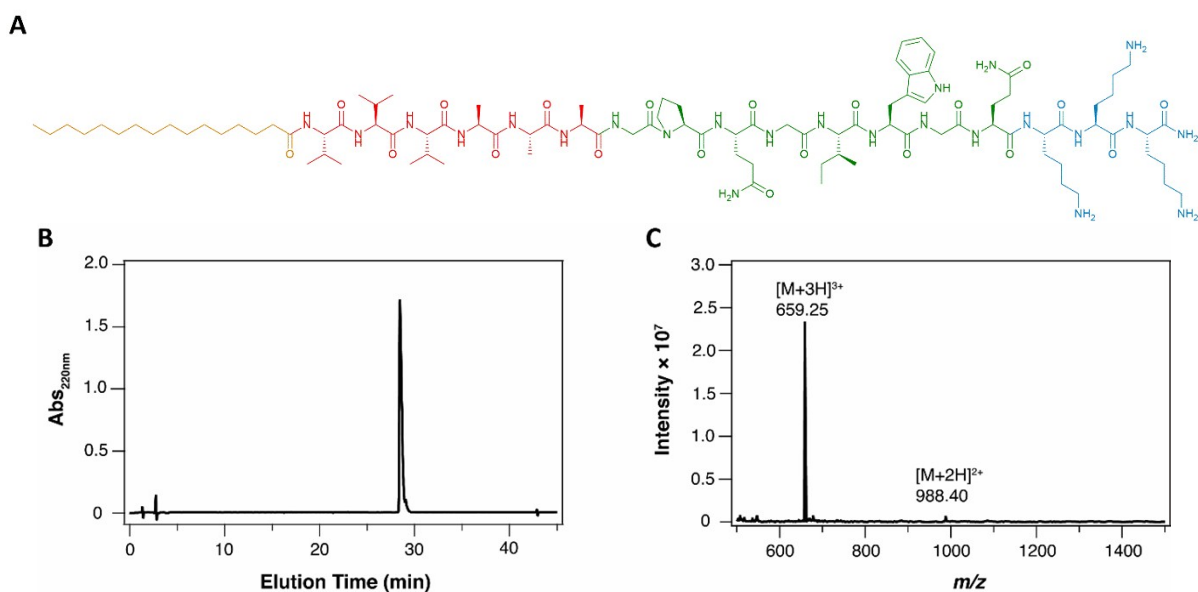 A
NH₂
NH
H₂N
O
NH₂
H
N
O
H
N
O
H
N
O
H
N
O
H
N
O
H
N
O
H
N
O
N
O
H
N
O
H
N
O
H
N
O
H
N
O
H
N
O
H
N
O
H
N
O
H
N
O
H
N
O
NH₂
H₂N
O
NH₂
NH₂
B
2.0
1.5
1.0
0.5
0
Abs220nm
0
10
20
30
40
Elution Time (min)
C
3.0
2.5
2.0
1.5
1.0
0.5
0
Intensity × 10⁷
[M+3H]³⁺
659.25
[M+2H]²⁺
988.40
600
800
1000
1200
1400
m/z